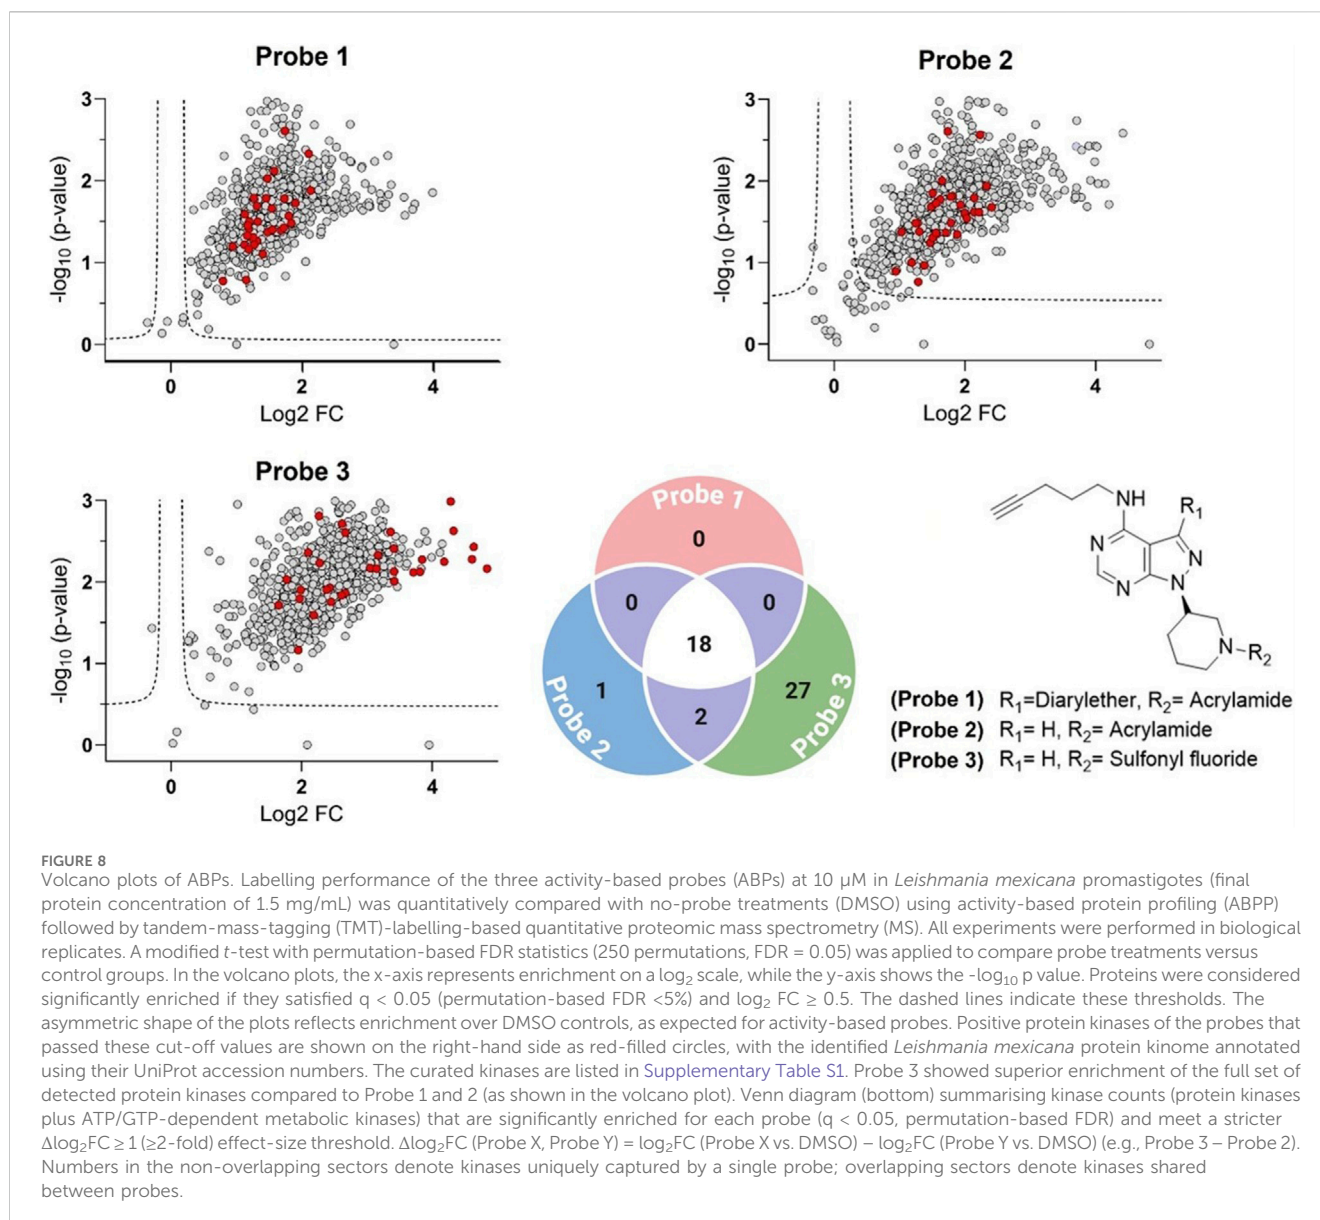 Probe 1
3
2
1
0
-log10 (p-value)
0 2 4
Log2 FC
Probe 2
3
2
1
0
-log10 (p-value)
0 2 4
Log2 FC
Probe 3
3
2
1
0
-log10 (p-value)
0 2 4
Log2 FC
Probe 1
0
0
0
18
1
27
2
Probe 2
Probe 3
NH
R1
N
N
N
N
N
N-R2
(Probe 1) R1=Diarylether, R2= Acrylamide
(Probe 2) R1= H, R2= Acrylamide
(Probe 3) R1= H, R2= Sulfonyl fluoride
FIGURE 8
Volcano plots of ABPs. Labelling performance of the three activity-based probes (ABPs) at 10 µM in Leishmania mexicana promastigotes (final
protein concentration of 1.5 mg/mL) was quantitatively compared with no-probe treatments (DMSO) using activity-based protein profiling (ABPP)
followed by tandem-mass-tagging (TMT)-labelling-based quantitative proteomic mass spectrometry (MS). All experiments were performed in biological
replicates. A modified t-test with permutation-based FDR statistics (250 permutations, FDR = 0.05) was applied to compare probe treatments versus
control groups. In the volcano plots, the x-axis represents enrichment on a log2 scale, while the y-axis shows the -log10 p value. Proteins were considered
significantly enriched if they satisfied q < 0.05 (permutation-based FDR <5%) and log2 FC ≥ 0.5. The dashed lines indicate these thresholds. The
asymmetric shape of the plots reflects enrichment over DMSO controls, as expected for activity-based probes. Positive protein kinases of the probes that
passed these cut-off values are shown on the right-hand side as red-filled circles, with the identified Leishmania mexicana protein kinome annotated
using their UniProt accession numbers. The curated kinases are listed in Supplementary Table S1. Probe 3 showed superior enrichment of the full set of
detected protein kinases compared to Probe 1 and 2 (as shown in the volcano plot). Venn diagram (bottom) summarising kinase counts (protein kinases
plus ATP/GTP-dependent metabolic kinases) that are significantly enriched for each probe (q < 0.05, permutation-based FDR) and meet a stricter
Δlog2FC ≥ 1 (≥2-fold) effect-size threshold. Δlog2FC (Probe X, Probe Y) = log2FC (Probe X vs. DMSO) – log2FC (Probe Y vs. DMSO) (e.g., Probe 3 – Probe 2).
Numbers in the non-overlapping sectors denote kinases uniquely captured by a single probe; overlapping sectors denote kinases shared
between probes.